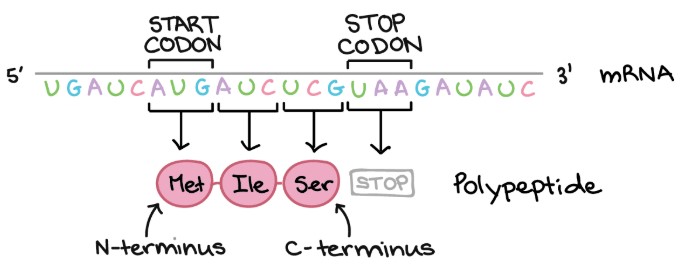 START
CODON
STOP
CODON
5' UGAUCAUGAUCUCGUAAGAUAUC 3' mRNA
Met Ile Ser STOP Polypeptide
N-terminus C-terminus